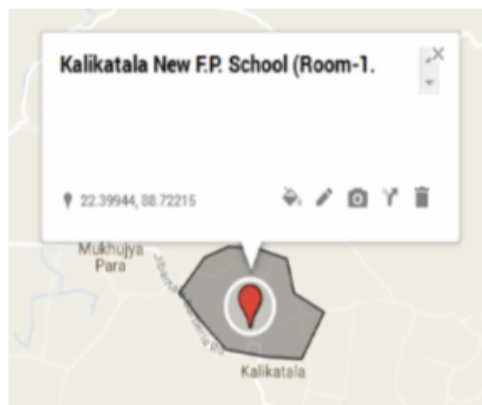 Kalikatala New F.P. School (Room-1.
22.39944, 88.72215
Mukhujya
Para
Kalikatala